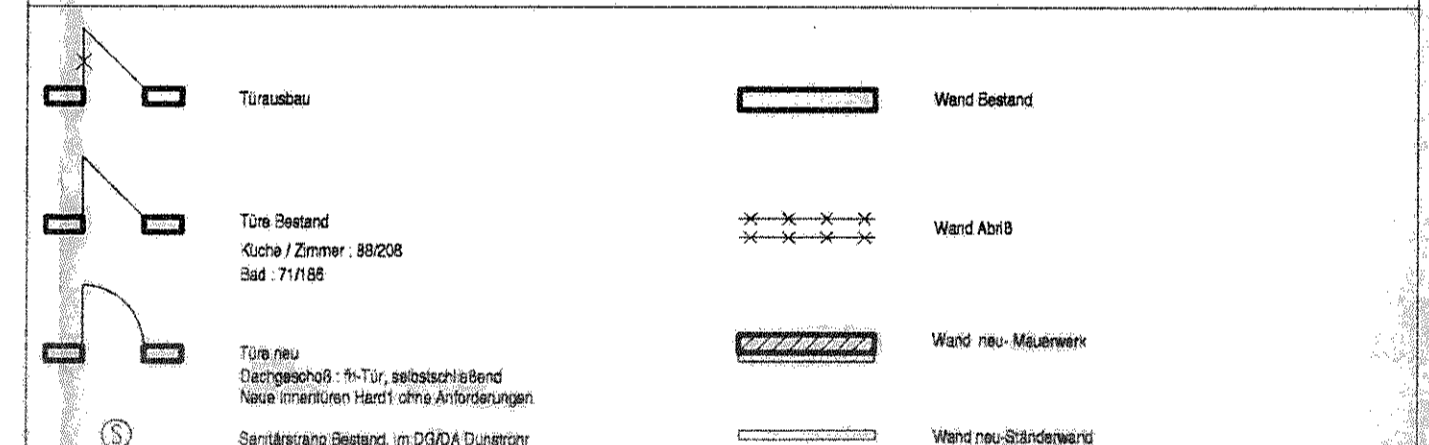 Türausbau
Türe Bestand
Küche / Zimmer : 88/208
Bad : 71/186
Türe neu
Dachgeschoß : fh-Tür, selbstschließend
Neue Innentüren Hard1 ohne Anforderungen
S
Sanitärstrang Bestand, im DG/DA Dunstrohr
Wand Bestand
Wand Abriß
Wand neu- Mauerwerk
Wand neu-Ständerwand